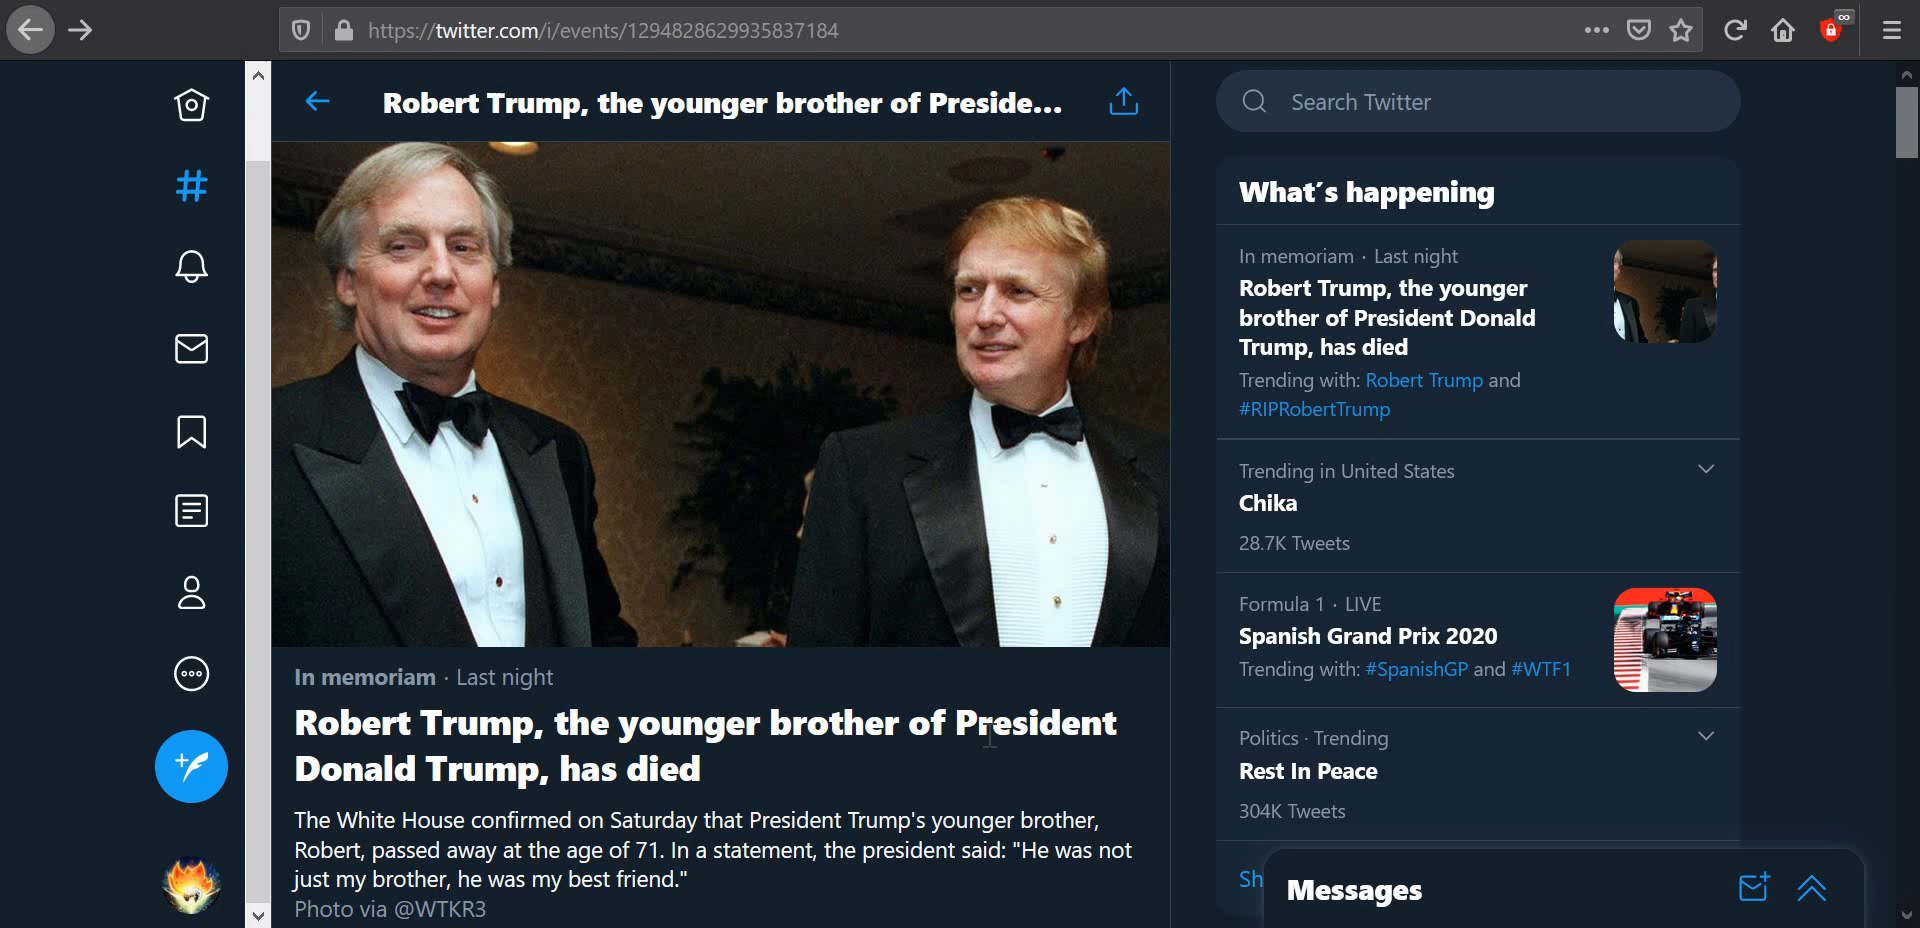 https://twitter.com/i/events/1294828629935837184
Robert Trump, the younger brother of Preside...
In memoriam · Last night
Robert Trump, the younger brother of President
Donald Trump, has died
The White House confirmed on Saturday that President Trump's younger brother,
Robert, passed away at the age of 71. In a statement, the president said: "He was not
just my brother, he was my best friend."
Photo via @WTKR3
Search Twitter
What's happening
In memoriam · Last night
Robert Trump, the younger
brother of President Donald
Trump, has died
Trending with: Robert Trump and
#RIPRobertTrump
Trending in United States
Chika
28.7K Tweets
Formula 1 · LIVE
Spanish Grand Prix 2020
Trending with: #SpanishGP and #WTF1
Politics · Trending
Rest In Peace
304K Tweets
Sh
Messages